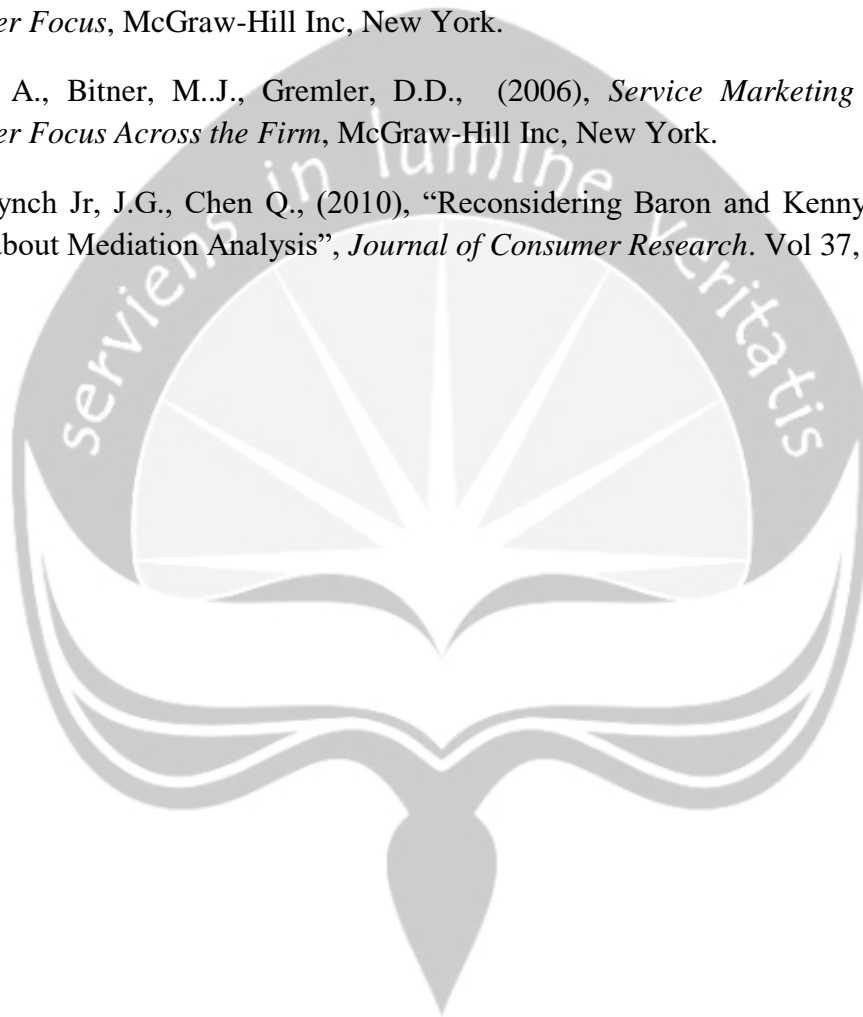 er Focus, McGraw-Hill Inc, New York.
A., Bitner, M..J., Gremler, D.D., (2006), Service Marketing
er Focus Across the Firm, McGraw-Hill Inc, New York.
ynch Jr, J.G., Chen Q., (2010), “Reconsidering Baron and Kenny
about Mediation Analysis”, Journal of Consumer Research. Vol 37,
serviens in lumine veritatis